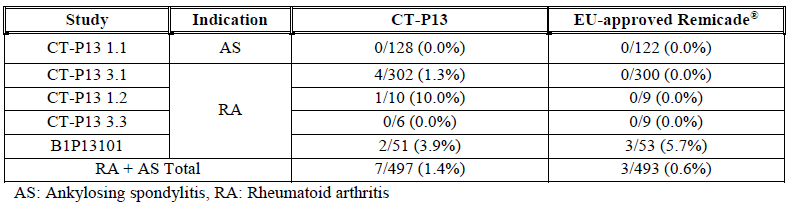 Study Indication CT-P13 EU-approved Remicade®
CT-P13 1.1 AS 0/128 (0.0%) 0/122 (0.0%)
CT-P13 3.1 RA 4/302 (1.3%) 0/300 (0.0%)
CT-P13 1.2 1/10 (10.0%) 0/9 (0.0%)
CT-P13 3.3 0/6 (0.0%) 0/9 (0.0%)
B1P13101 2/51 (3.9%) 3/53 (5.7%)
RA + AS Total 7/497 (1.4%) 3/493 (0.6%)
AS: Ankylosing spondylitis, RA: Rheumatoid arthritis